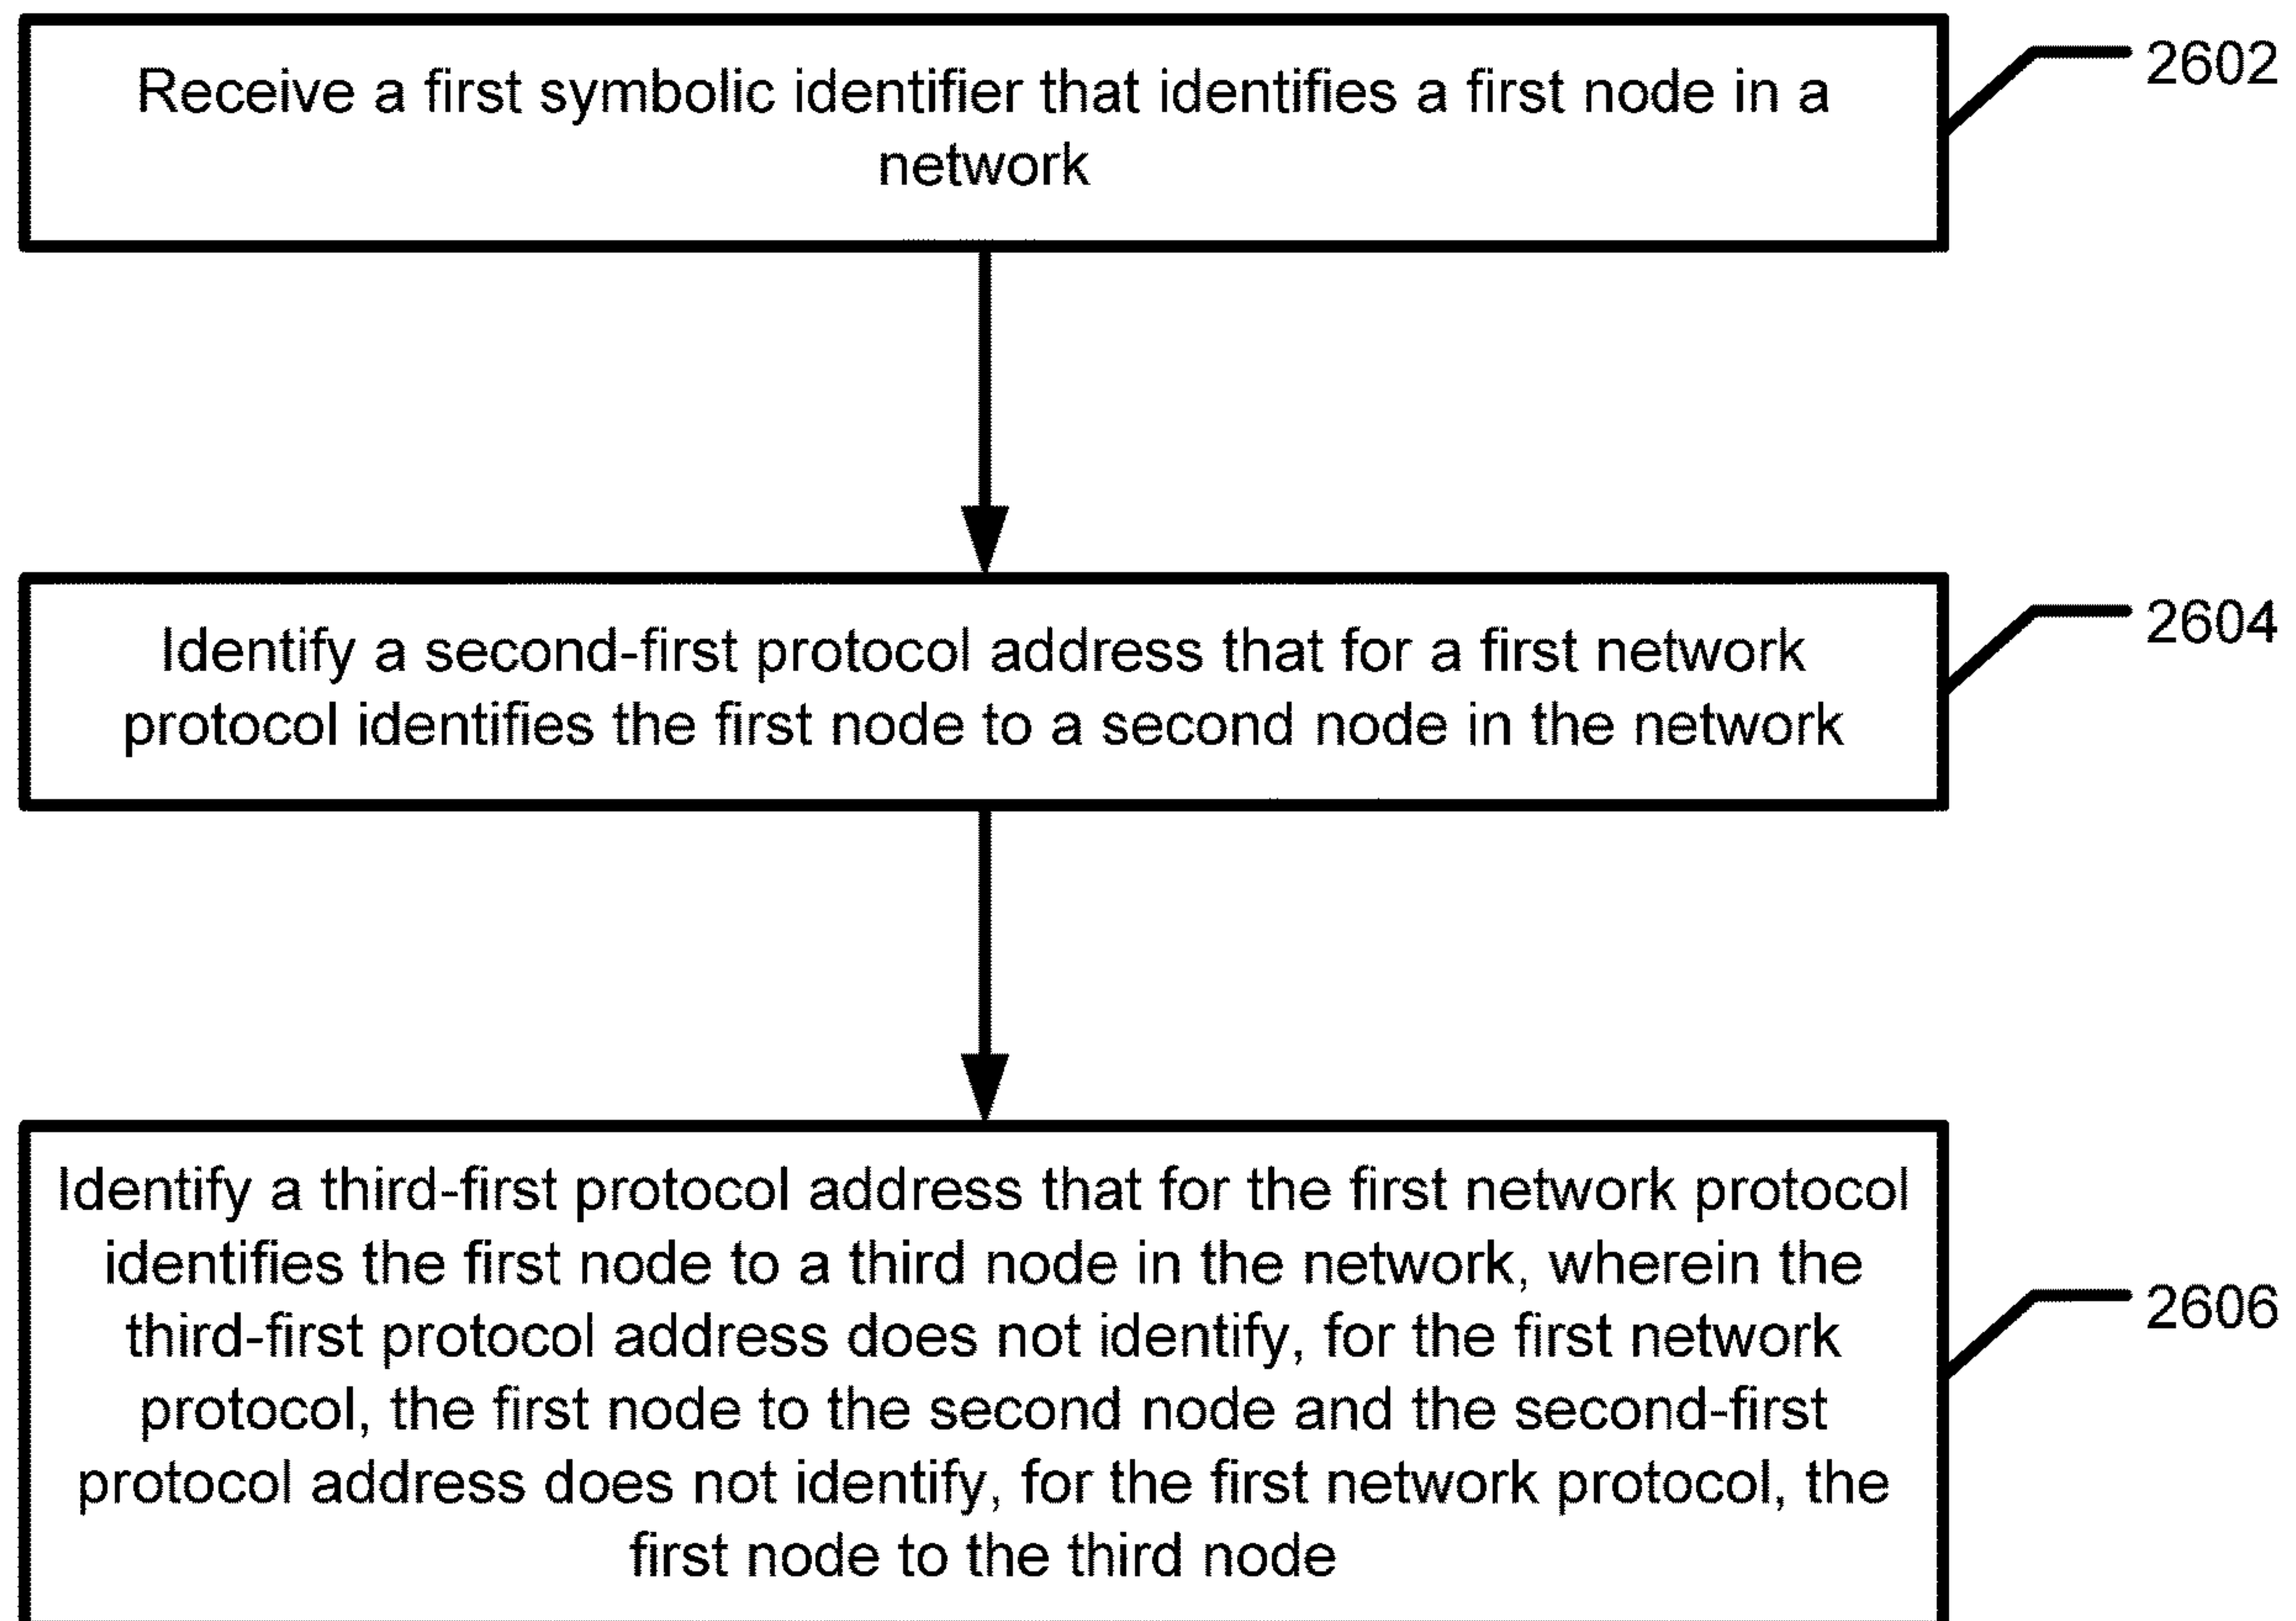 Receive a first symbolic identifier that identifies a first node in a
network
2602
Identify a second-first protocol address that for a first network
protocol identifies the first node to a second node in the network
2604
Identify a third-first protocol address that for the first network protocol
identifies the first node to a third node in the network, wherein the
third-first protocol address does not identify, for the first network
protocol, the first node to the second node and the second-first
protocol address does not identify, for the first network protocol, the
first node to the third node
2606